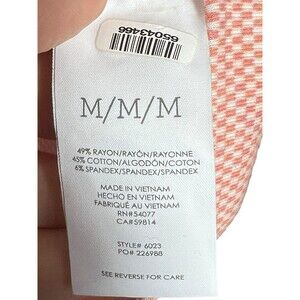 65043466
M/M/M
49% RAYON/RAYÓN/RAYONNE
45% COTTON/ALGODÓN/COTON
6% SPANDEX/SPANDEX/SPANDEX
MADE IN VIETNAM
HECHO EN VIETNAM
FABRIQUÉ AU VIETNAM
RN#54077
CA#59814
STYLE# 6023
PO# 226988
SEE REVERSE FOR CARE